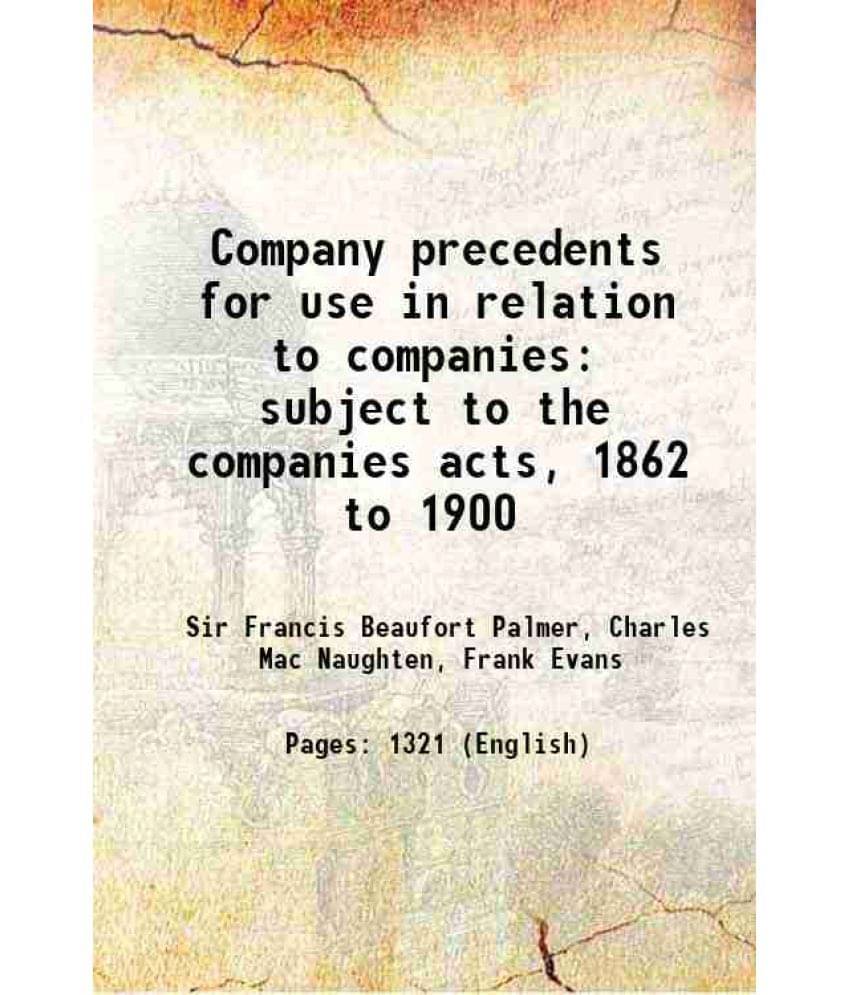 Company precedents
for use in relation
to companies:
subject to the
companies acts, 1862
to 1900
Sir Francis Beaufort Palmer, Charles
Mac Naughten, Frank Evans
Pages: 1321 (English)